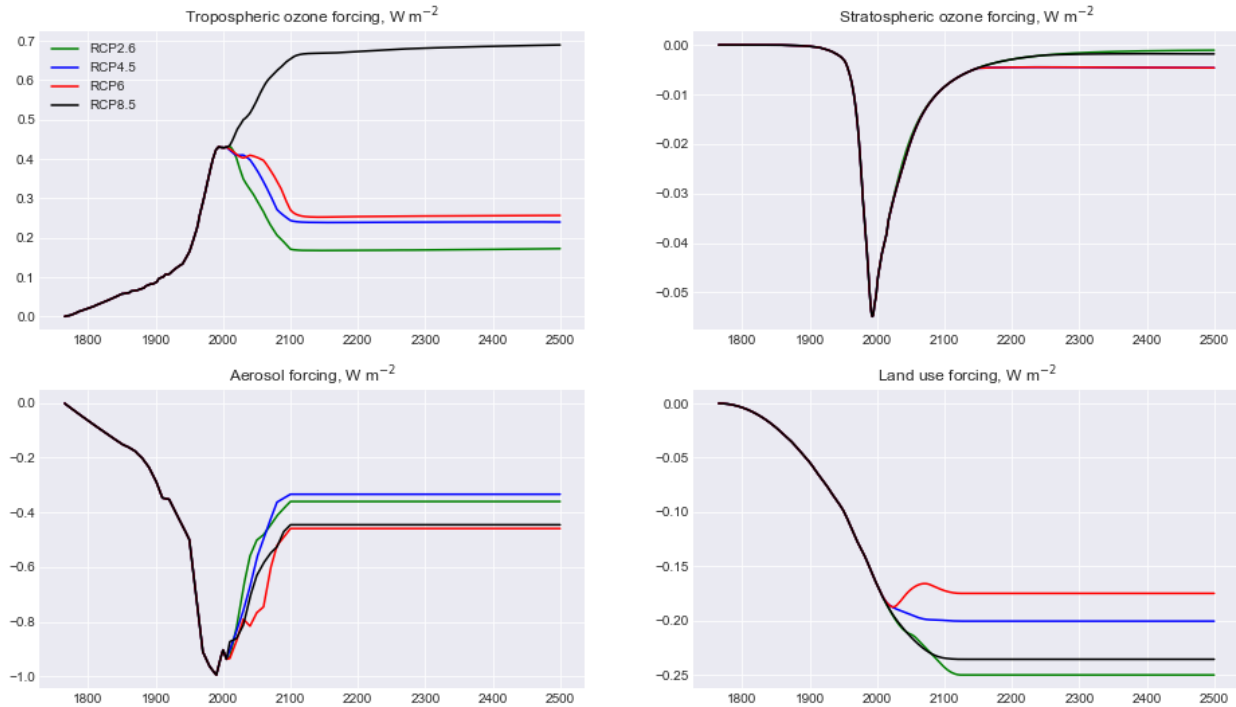 Tropospheric ozone forcing, W m⁻²
0.7
0.6
0.5
0.4
0.3
0.2
0.1
0.0
RCP2.6
RCP4.5
RCP6
RCP8.5
1800 1900 2000 2100 2200 2300 2400 2500
Stratospheric ozone forcing, W m⁻²
0.00
−0.01
−0.02
−0.03
−0.04
−0.05
1800 1900 2000 2100 2200 2300 2400 2500
Aerosol forcing, W m⁻²
0.0
−0.2
−0.4
−0.6
−0.8
−1.0
1800 1900 2000 2100 2200 2300 2400 2500
Land use forcing, W m⁻²
0.00
−0.05
−0.10
−0.15
−0.20
−0.25
1800 1900 2000 2100 2200 2300 2400 2500